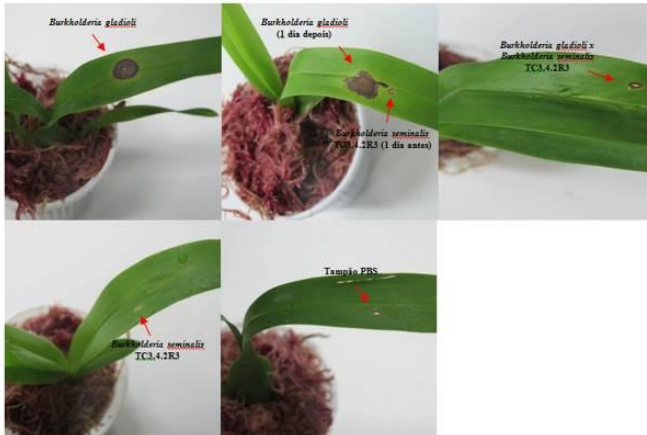 Burkholderia gladioli
Burkholderia gladioli
(1 dia depois)
Burkholderia seminalis
TC3,4.2R3 (1 dia antes)
Burkholderia gladioli x
Burkholderia seminalis
TC3,4.2R3
Burkholderia seminalis
TC3,4.2R3
Tampão PBS